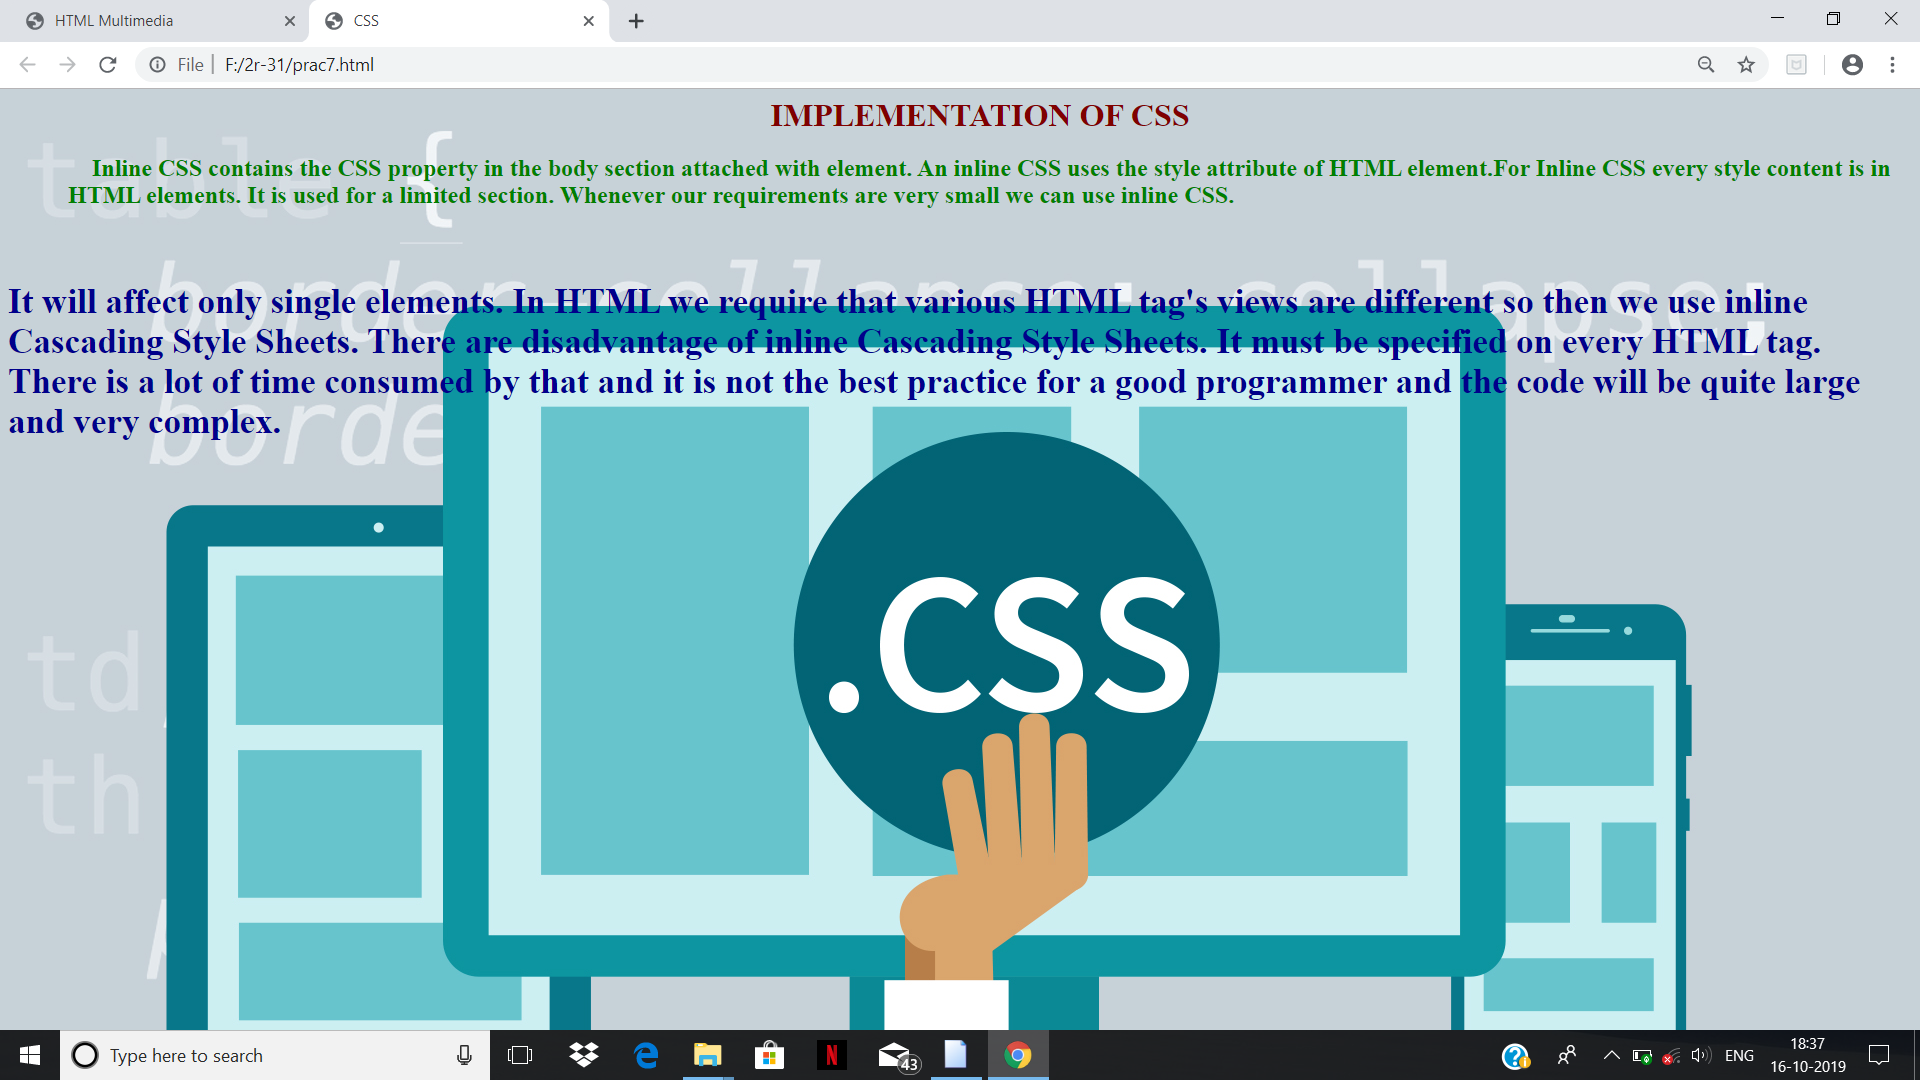 HTML Multimedia
CSS
File | F:/2r-31/prac7.html
IMPLEMENTATION OF CSS
Inline CSS contains the CSS property in the body section attached with element. An inline CSS uses the style attribute of HTML element.For Inline CSS every style content is in
HTML elements. It is used for a limited section. Whenever our requirements are very small we can use inline CSS.
table {
border-collapse: collapse;
It will affect only single elements. In HTML we require that various HTML tag's views are different so then we use inline
Cascading Style Sheets. There are disadvantage of inline Cascading Style Sheets. It must be specified on every HTML tag.
There is a lot of time consumed by that and it is not the best practice for a good programmer and the code will be quite large
and very complex.
borde
.CSS
td,
th
Type here to search
43
ENG
18:37
16-10-2019